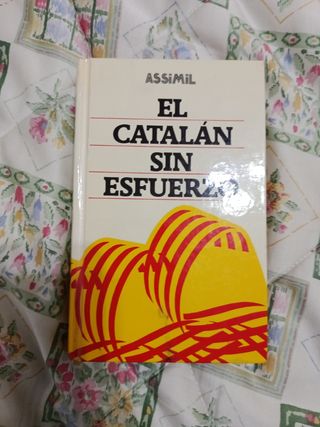 ASSiMiL
EL
CATALÁN
SIN
ESFUERZO